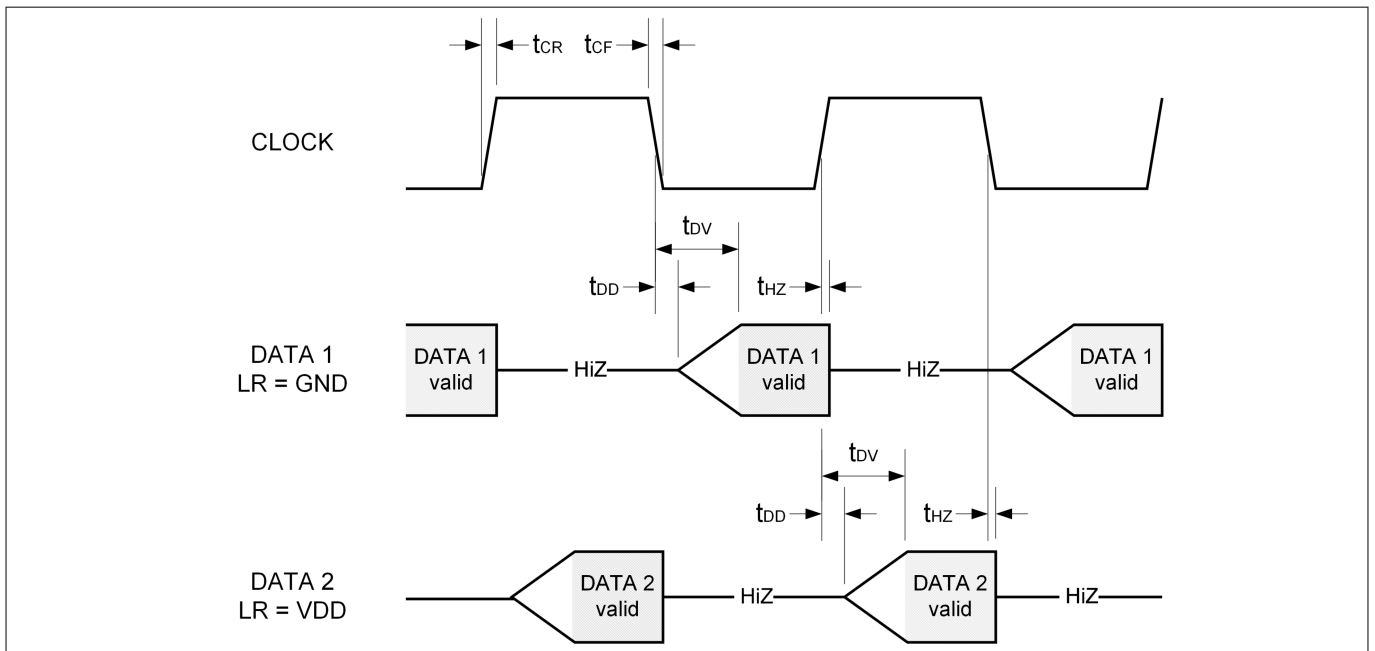 tCR tCF
CLOCK
tDV
tDD tHZ
DATA 1
LR = GND
DATA 1
valid
HiZ
DATA 1
valid
HiZ
DATA 1
valid
tDV
tDD tHZ
DATA 2
LR = VDD
DATA 2
valid
HiZ
DATA 2
valid
HiZ